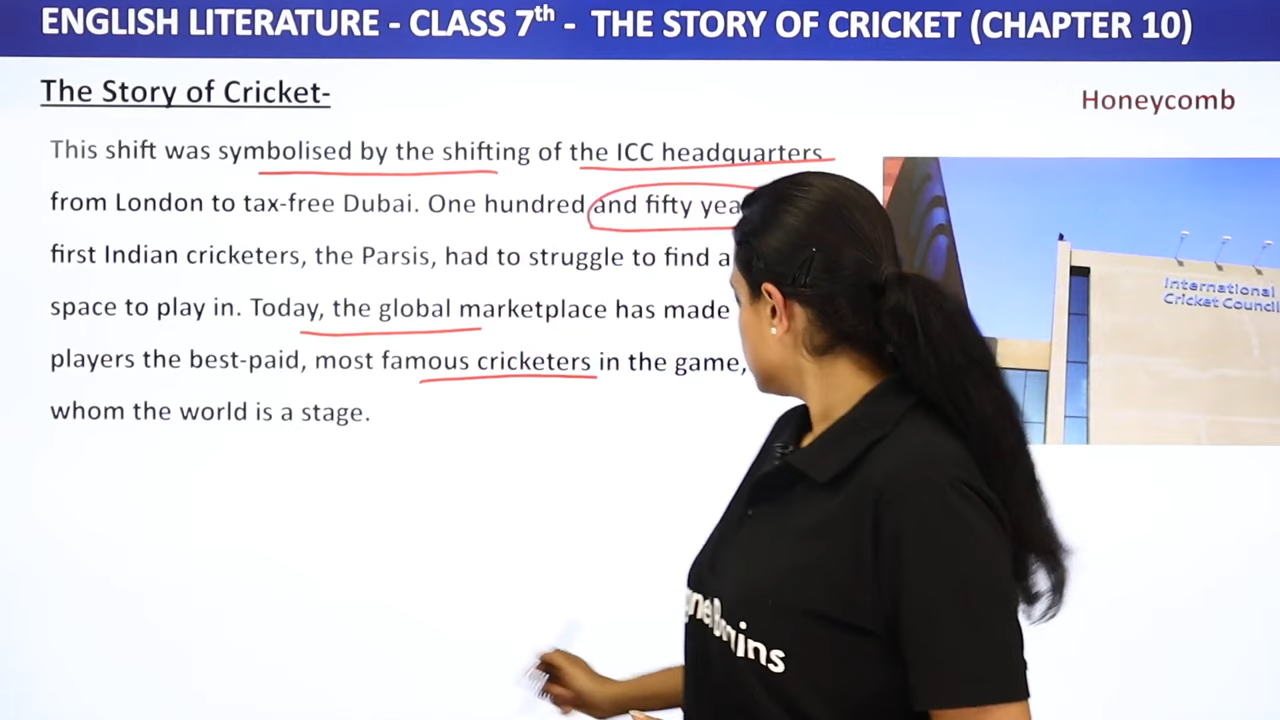 ENGLISH LITERATURE - CLASS 7th - THE STORY OF CRICKET (CHAPTER 10)
The Story of Cricket-
Honeycomb
This shift was symbolised by the shifting of the ICC headquarters
from London to tax-free Dubai. One hundred and fifty yea
first Indian cricketers, the Parsis, had to struggle to find a
space to play in. Today, the global marketplace has made
players the best-paid, most famous cricketers in the game,
whom the world is a stage.
International
Cricket Council